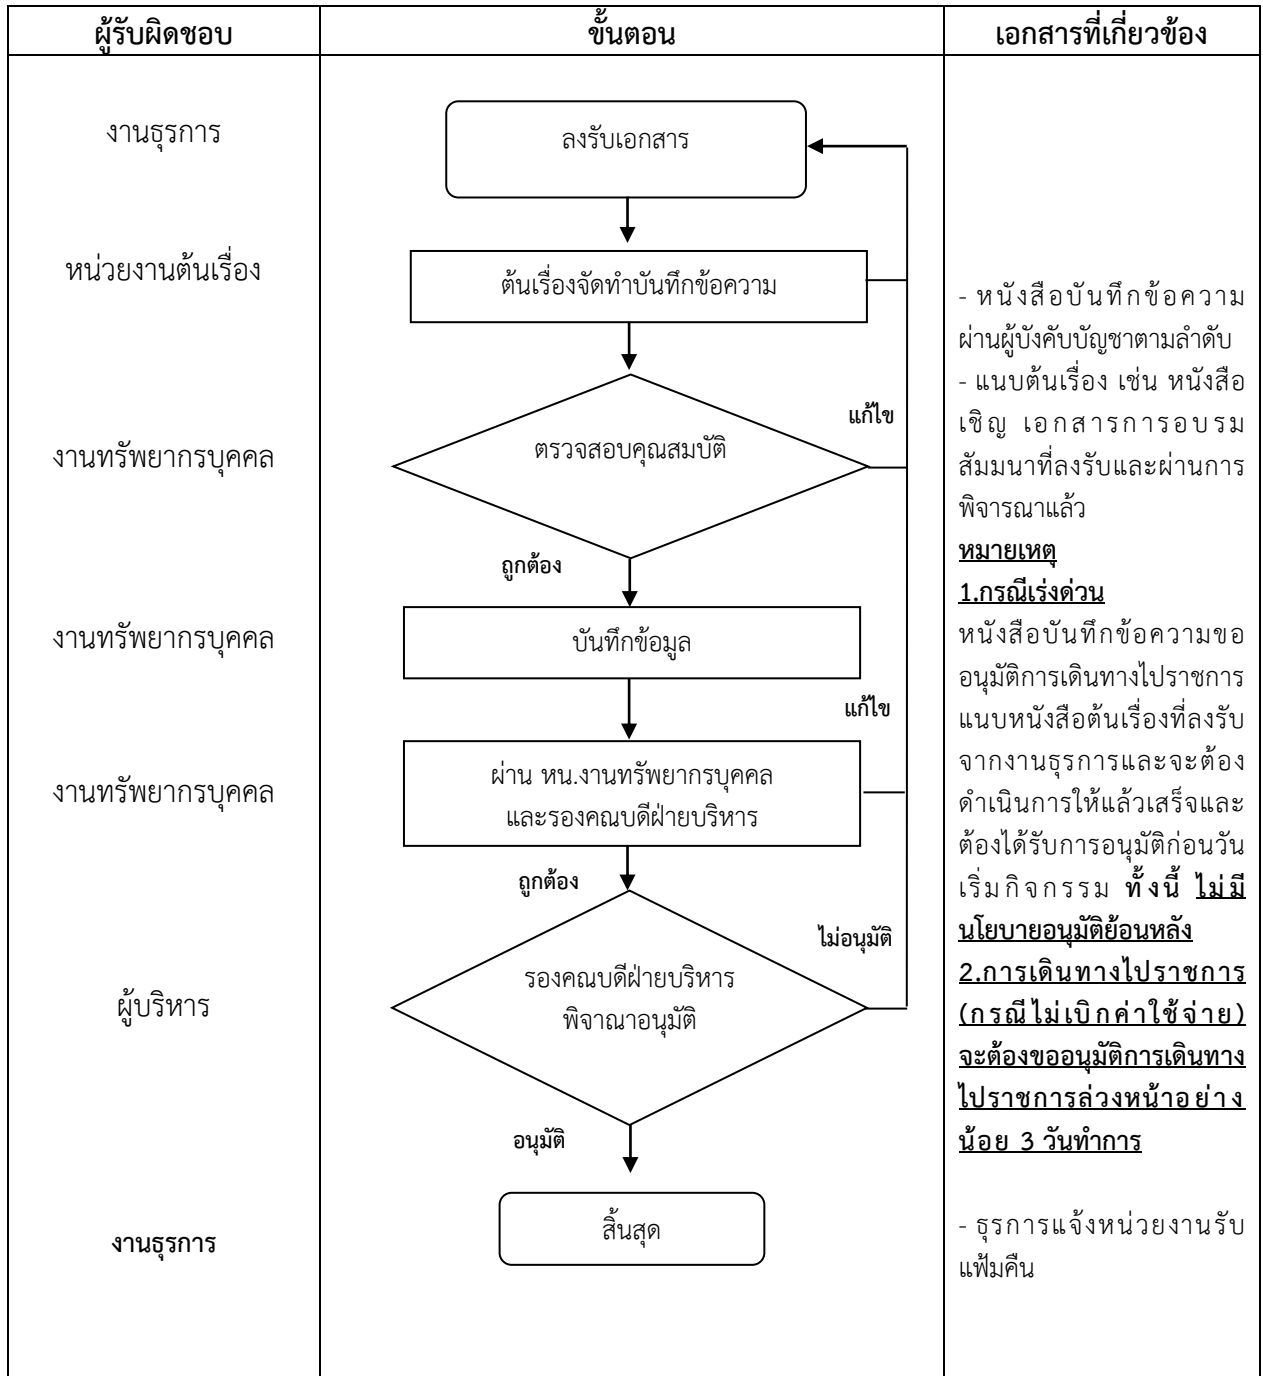 ผู้รับผิดชอบ
ขั้นตอน
เอกสารที่เกี่ยวข้อง
งานธุรการ
ลงรับเอกสาร
หน่วยงานต้นเรื่อง
ต้นเรื่องจัดทำบันทึกข้อความ
แก้ไข
งานทรัพยากรบุคคล
ตรวจสอบคุณสมบัติ
ถูกต้อง
งานทรัพยากรบุคคล
บันทึกข้อมูล
แก้ไข
งานทรัพยากรบุคคล
ผ่าน หน.งานทรัพยากรบุคคล
และรองคณบดีฝ่ายบริหาร
ถูกต้อง
ไม่อนุมัติ
ผู้บริหาร
รองคณบดีฝ่ายบริหาร
พิจาณาอนุมัติ
อนุมัติ
งานธุรการ
สิ้นสุด
- หนังสือบันทึกข้อความ
ผ่านผู้บังคับบัญชาตามลำดับ
- แนบต้นเรื่อง เช่น หนังสือ
เชิญ เอกสารการอบรม
สัมมนาที่ลงรับและผ่านการ
พิจารณาแล้ว
หมายเหตุ
1.กรณีเร่งด่วน
หนังสือบันทึกข้อความขอ
อนุมัติการเดินทางไปราชการ
แนบหนังสือต้นเรื่องที่ลงรับ
จากงานธุรการและจะต้อง
ดำเนินการให้แล้วเสร็จและ
ต้องได้รับการอนุมัติก่อนวัน
เริ่มกิจกรรม ทั้งนี้ ไม่มี
นโยบายอนุมัติย้อนหลัง
2.การเดินทางไปราชการ
(กรณีไม่เบิกค่าใช้จ่าย)
จะต้องขออนุมัติการเดินทาง
ไปราชการล่วงหน้าอย่าง
น้อย 3 วันทำการ
- ธุรการแจ้งหน่วยงานรับ
แฟ้มคืน